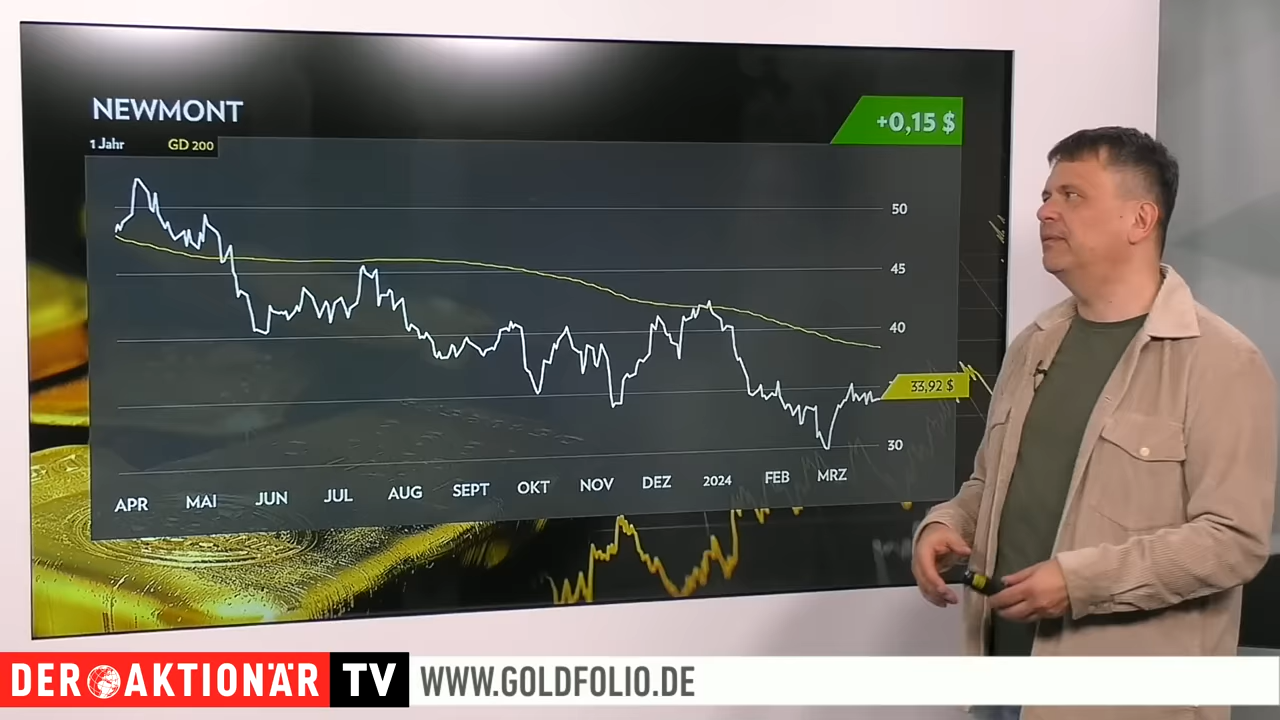 NEWMONT
+0,15 $
1 Jahr GD 200
50
45
40
33,92 $
30
APR MAI JUN JUL AUG SEPT OKT NOV DEZ 2024 FEB MRZ
DER AKTIONÄR TV WWW.GOLDFOLIO.DE